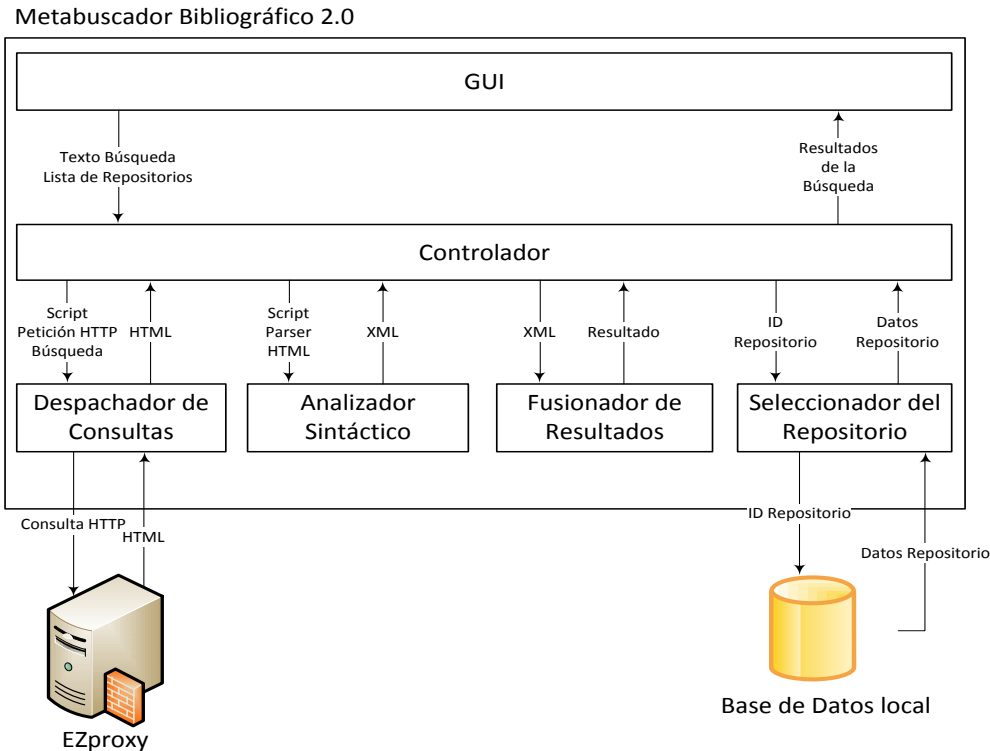 Metabuscador Bibliográfico 2.0
GUI
Texto Búsqueda
Lista de Repositorios
Resultados
de la
Búsqueda
Controlador
Script
Petición HTTP
Búsqueda
HTML
Script
Parser
HTML
XML
XML
Resultado
ID
Repositorio
Datos
Repositorio
Despachador de
Consultas
Analizador
Sintáctico
Fusionador de
Resultados
Seleccionador del
Repositorio
Consulta HTTP
HTML
ID Repositorio
Datos Repositorio
EZproxy
Base de Datos local